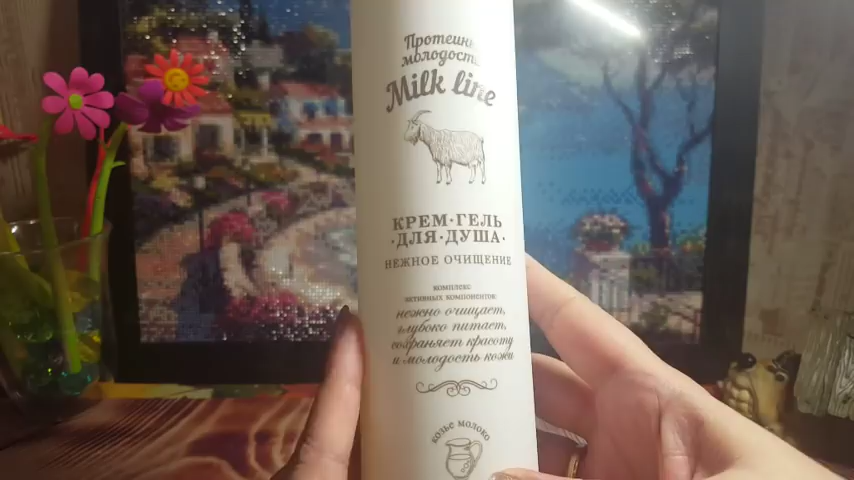 Протеины
молодости
Milk line
КРЕМ·ГЕЛЬ
·ДЛЯ·ДУША·
НЕЖНОЕ ОЧИЩЕНИЕ
КОМПЛЕКС
АКТИВНЫХ КОМПОНЕНТОВ
нежно очищает,
глубоко питает,
сохраняет красоту
и молодость кожи
КОЗЬЕ МОЛОКО